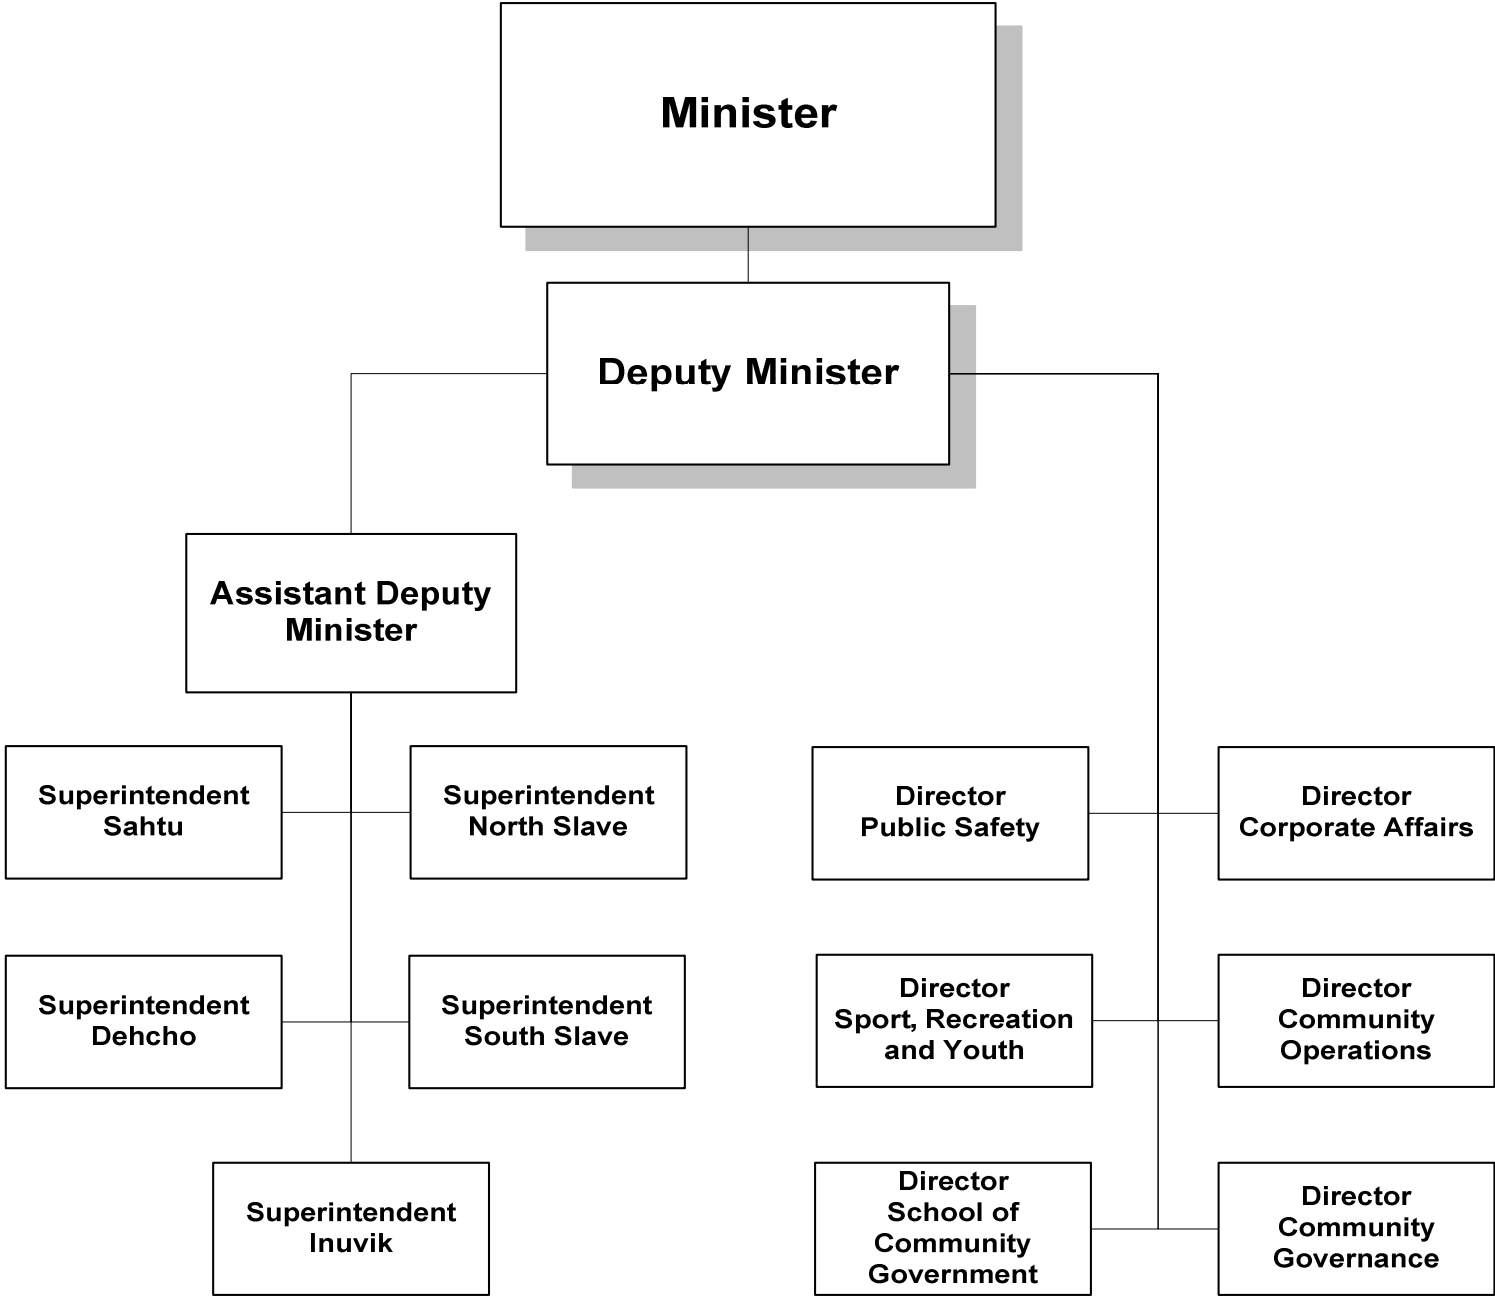 Minister
Deputy Minister
Assistant Deputy
Minister
Superintendent
Sahtu
Superintendent
North Slave
Superintendent
Dehcho
Superintendent
South Slave
Superintendent
Inuvik
Director
Public Safety
Director
Corporate Affairs
Director
Sport, Recreation
and Youth
Director
Community
Operations
Director
School of
Community
Government
Director
Community
Governance